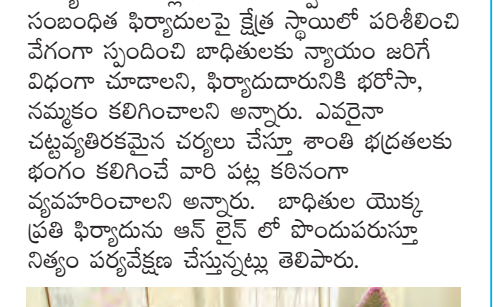 సంబంధిత ఫిర్యాదులపై క్షేత్ర స్థాయిలో పరిశీలించి
వేగంగా స్పందించి బాధితులకు న్యాయం జరిగే
విధంగా చూడాలని, ఫిర్యాదుదారునికి భరోసా,
నమ్మకం కలిగించాలని అన్నారు. ఎవరైనా
చట్టవ్యతిరకమైన చర్యలు చేస్తూ శాంతి భద్రతలకు
భంగం కలిగించే వారి పట్ల కఠినంగా
వ్యవహరించాలని అన్నారు. బాధితుల యొక్క
ప్రతి ఫిర్యాదును ఆన్ లైన్ లో పొందుపరుస్తూ
నిత్యం పర్యవేక్షణ చేస్తున్నట్లు తెలిపారు.